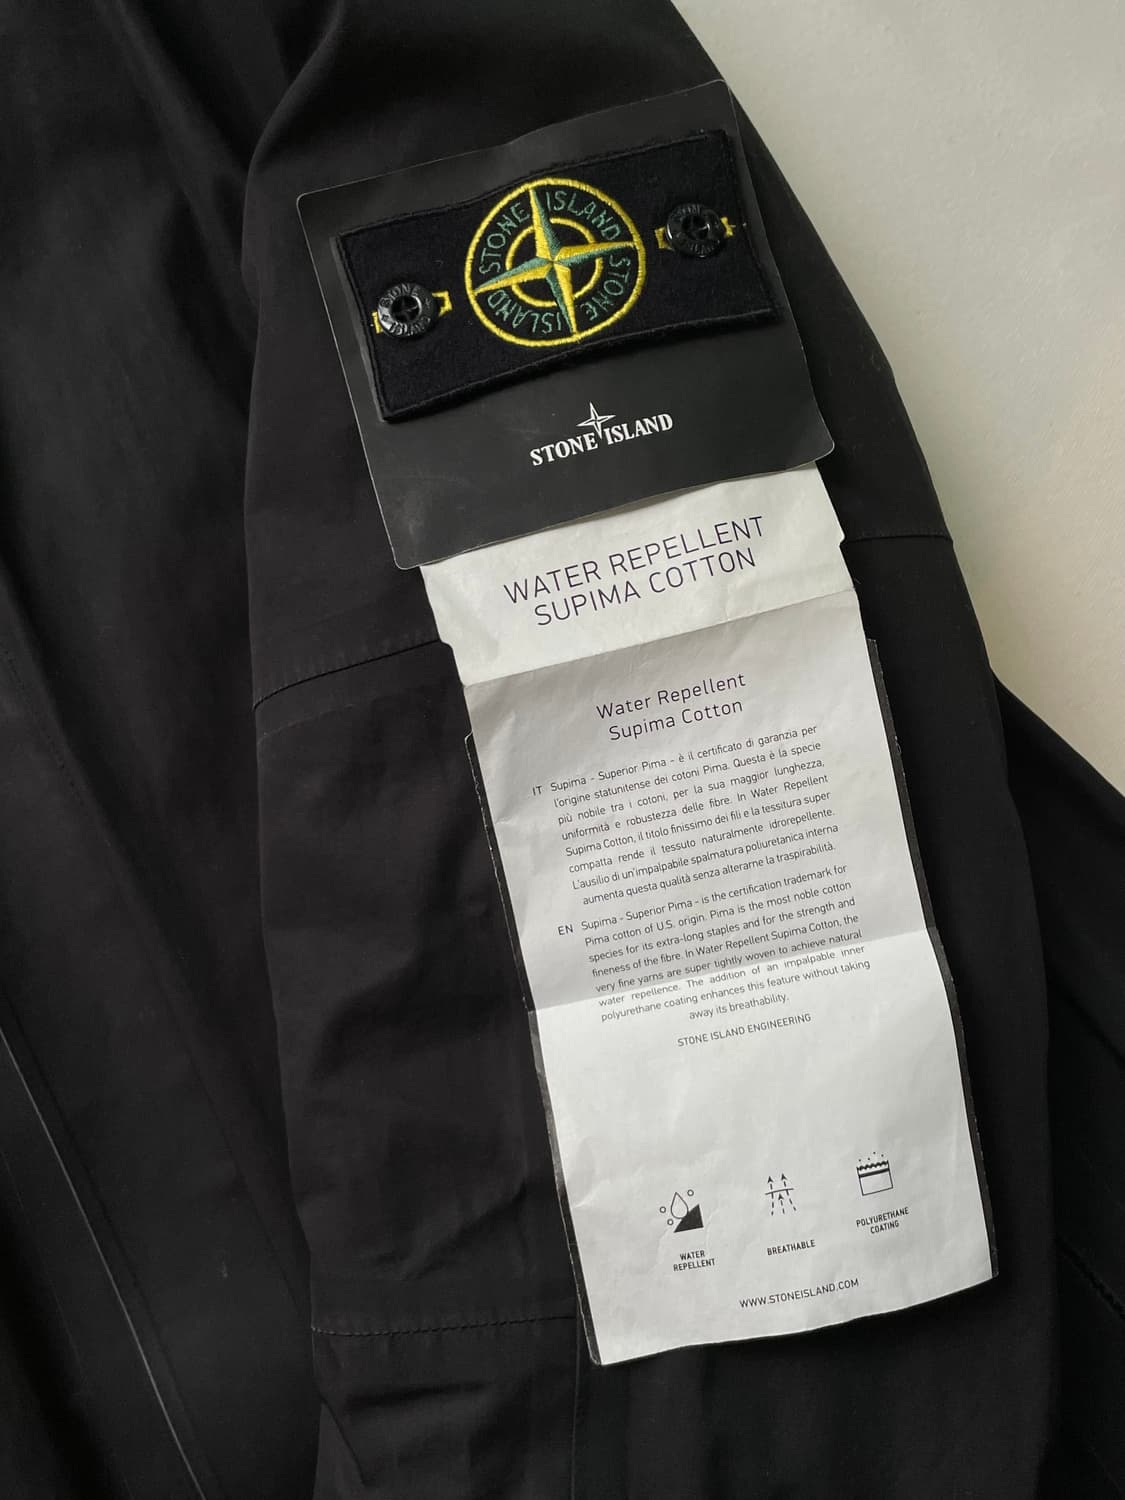 STONE ISLAND
STONE ISLAND
STONE ISLAND
STONE ISLAND
STONE ISLAND
WATER REPELLENT
SUPIMA COTTON
Water Repellent
Supima Cotton
IT Supima - Superior Pima - è il certificato di garanzia per
l'origine statunitense dei cotoni Pima. Questa è la specie
più nobile tra i cotoni, per la sua maggior lunghezza,
uniformità e robustezza delle fibre. In Water Repellent
Supima Cotton, il titolo finissimo dei fili e la tessitura super
compatta rende il tessuto naturalmente idrorepellente.
L'ausilio di un'impalpabile spalmatura poliuretanica interna
aumenta questa qualità senza alterarne la traspirabilità.
EN Supima - Superior Pima - is the certification trademark for
Pima cotton of U.S. origin. Pima is the most noble cotton
species for its extra-long staples and for the strength and
fineness of the fibre. In Water Repellent Supima Cotton, the
very fine yarns are super tightly woven to achieve natural
water repellence. The addition of an impalpable inner
polyurethane coating enhances this feature without taking
away its breathability.
STONE ISLAND ENGINEERING
WATER
REPELLENT
BREATHABLE
POLYURETHANE
COATING
WWW.STONEISLAND.COM